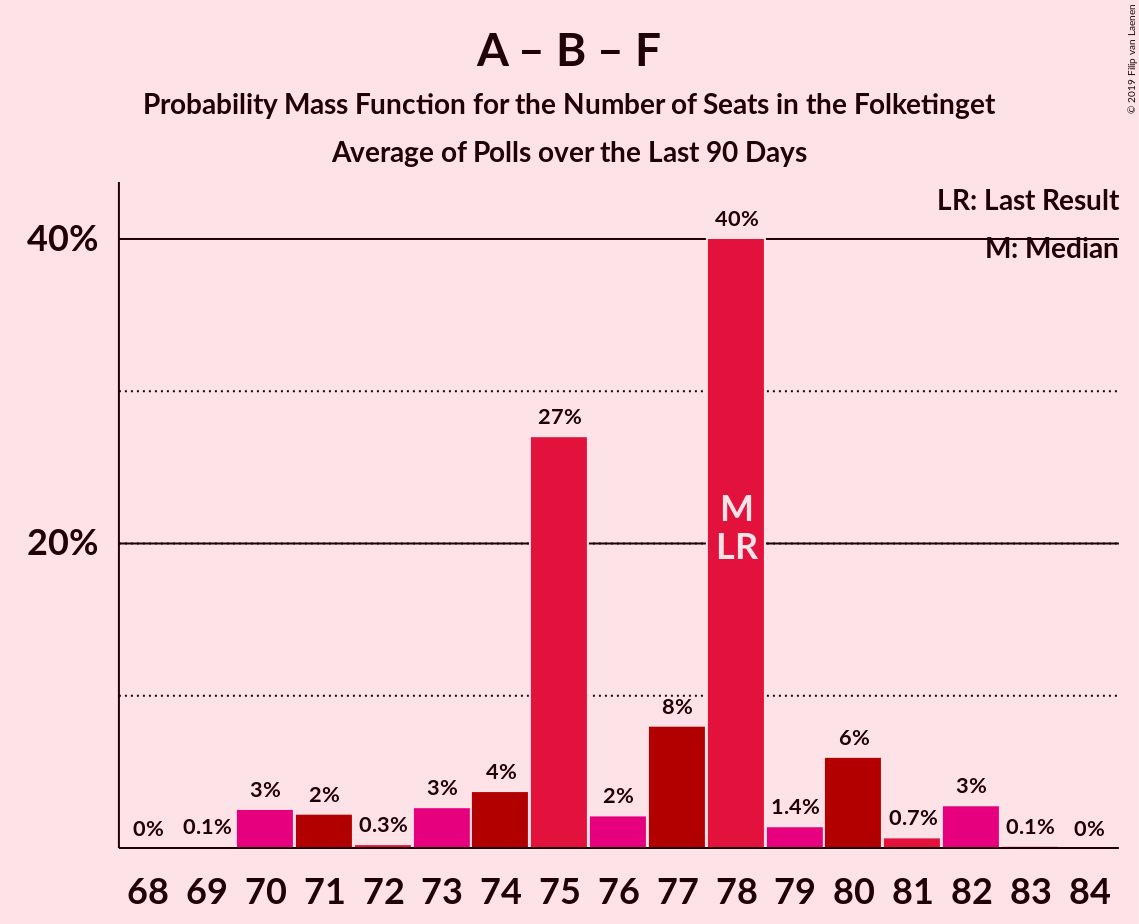 A – B – F
Probability Mass Function for the Number of Seats in the Folketinget
Average of Polls over the Last 90 Days
© 2019 Filip van Laenen
LR: Last Result
M: Median
40%
20%
0%
0.1%
3%
2%
0.3%
3%
4%
27%
2%
8%
40%
M
LR
1.4%
6%
0.7%
3%
0.1%
0%
68 69 70 71 72 73 74 75 76 77 78 79 80 81 82 83 84